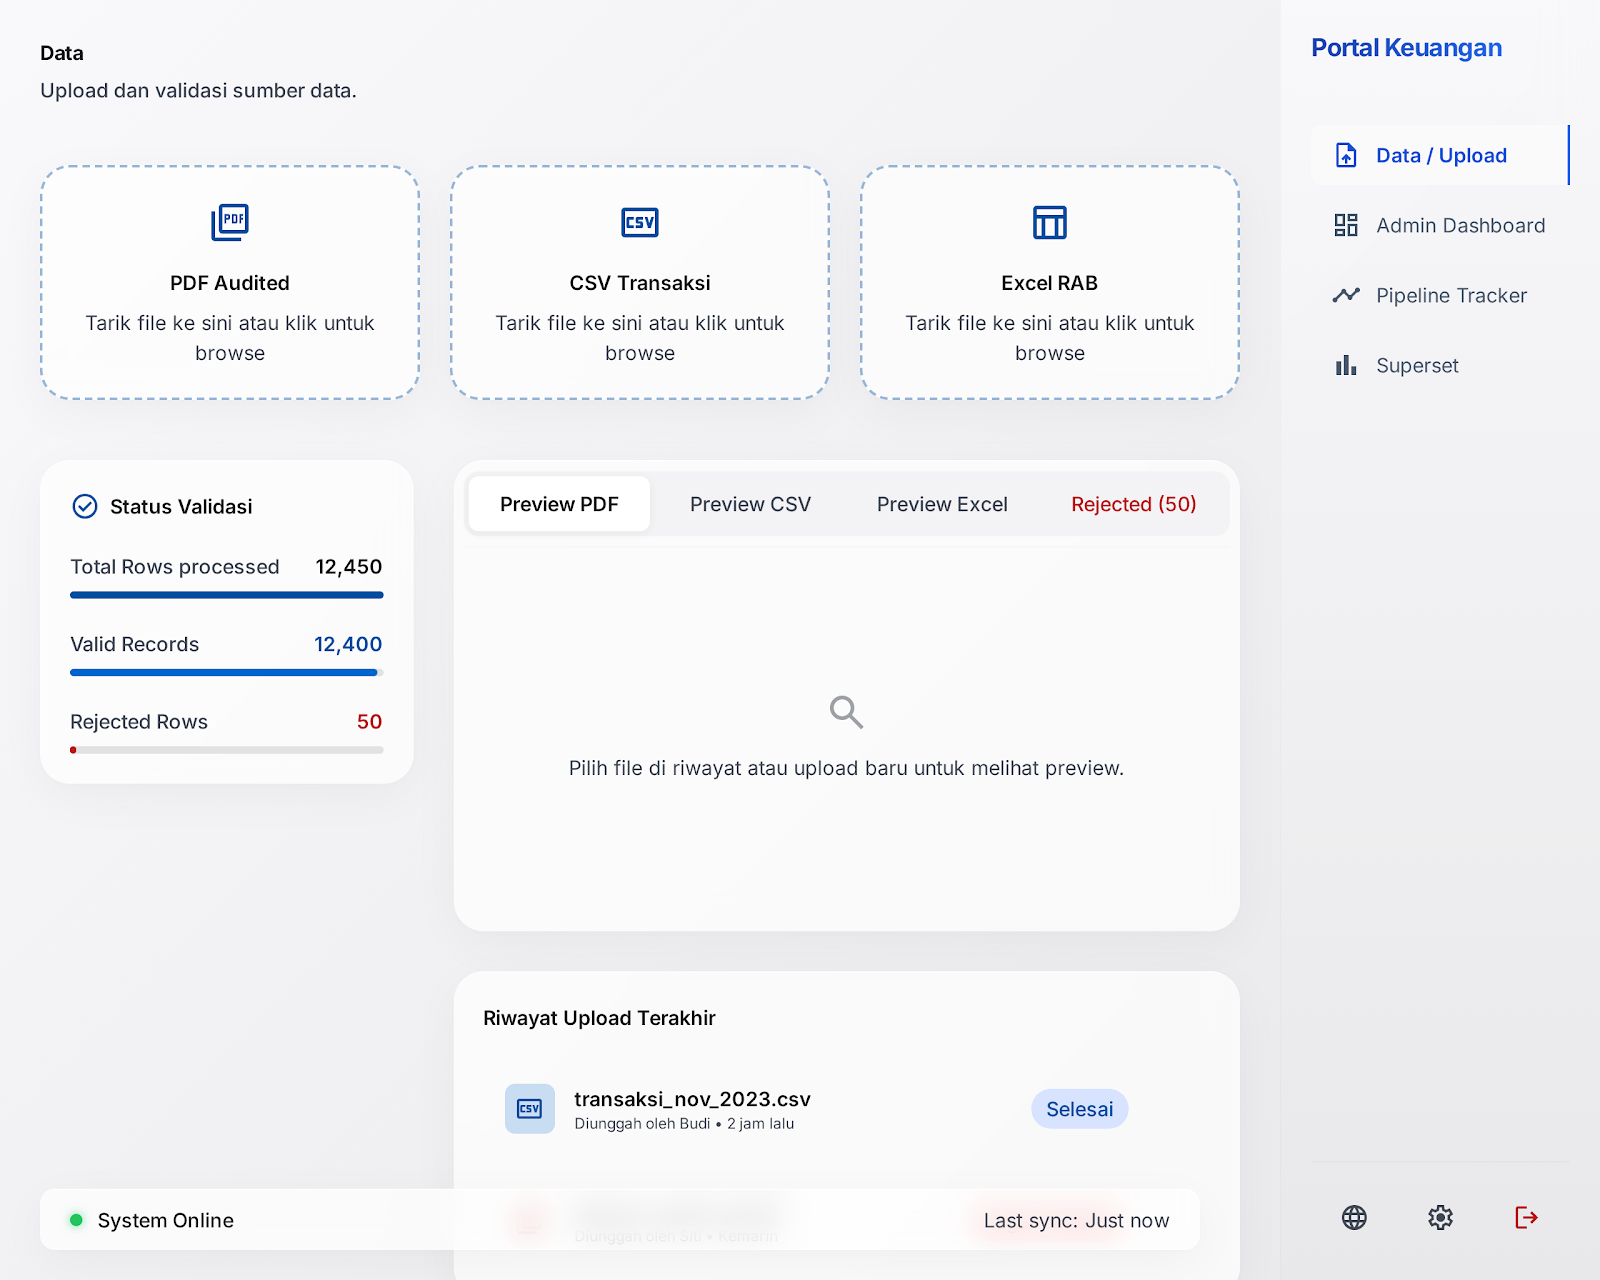 Data
Upload dan validasi sumber data.
PDF
PDF Audited
Tarik file ke sini atau klik untuk
browse
CSV
CSV Transaksi
Tarik file ke sini atau klik untuk
browse
Excel RAB
Tarik file ke sini atau klik untuk
browse
Status Validasi
Total Rows processed 12,450
Valid Records 12,400
Rejected Rows 50
Preview PDF Preview CSV Preview Excel Rejected (50)
Pilih file di riwayat atau upload baru untuk melihat preview.
Riwayat Upload Terakhir
CSV
transaksi_nov_2023.csv
Diunggah oleh Budi • 2 jam lalu
Selesai
Diunggah oleh Siti • Kemarin
System Online
Last sync: Just now
Portal Keuangan
Data / Upload
Admin Dashboard
Pipeline Tracker
Superset